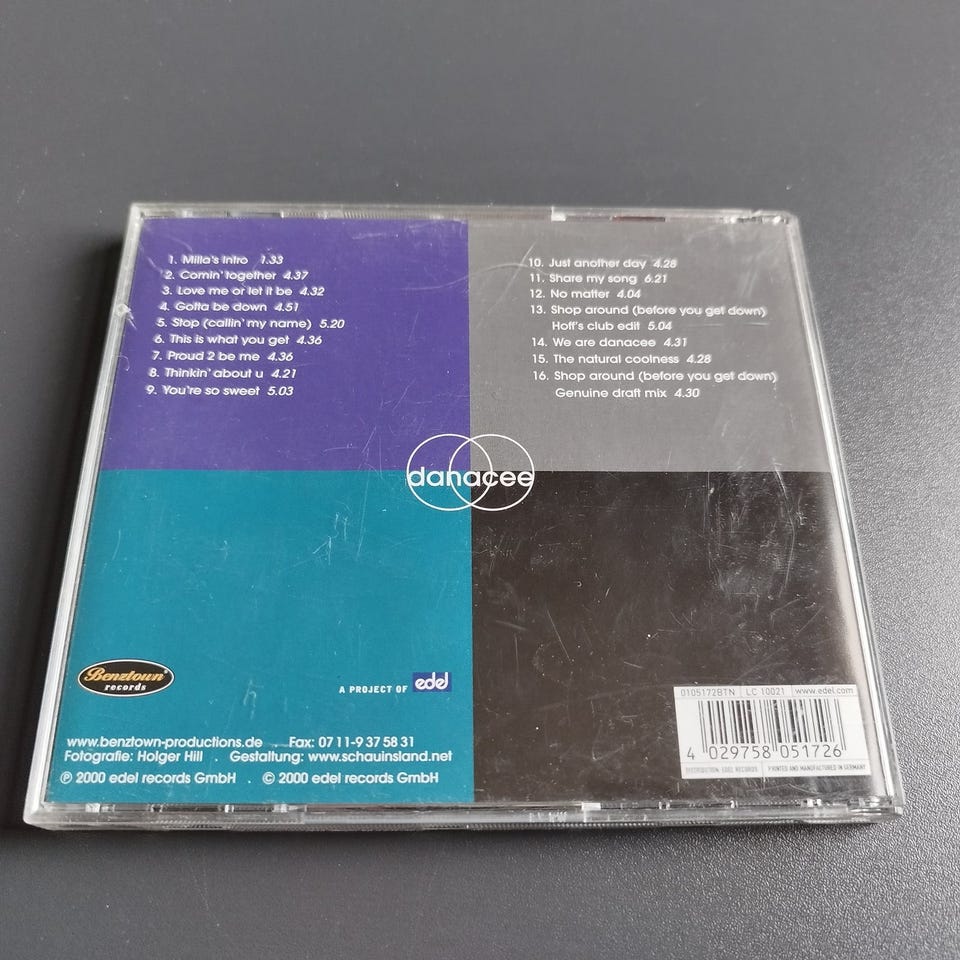 1. Milla's intro 1.33
2. Comin' together 4.37
3. Love me or let it be 4.32
4. Gotta be down 4.51
5. Stop (callin' my name) 5.20
6. This is what you get 4.36
7. Proud 2 be me 4.36
8. Thinkin' about u 4.21
9. You're so sweet 5.03
10. Just another day 4.28
11. Share my song 6.21
12. No matter 4.04
13. Shop around (before you get down)
Hoff's club edit 5.04
14. We are danacee 4.31
15. The natural coolness 4.28
16. Shop around (before you get down)
Genuine draft mix 4.30
danacee
Benztown
records
A PROJECT OF edel
www.benztown-productions.de Fax: 07 11-9 37 58 31
Fotografie: Holger Hill . Gestaltung: www.schauinsland.net
℗ 2000 edel records GmbH . © 2000 edel records GmbH
0105172BTN LC 10021 www.edel.com
4 029758 051726
DISTRIBUTION: EDEL RECORDS PRINTED AND MANUFACTURED IN GERMANY